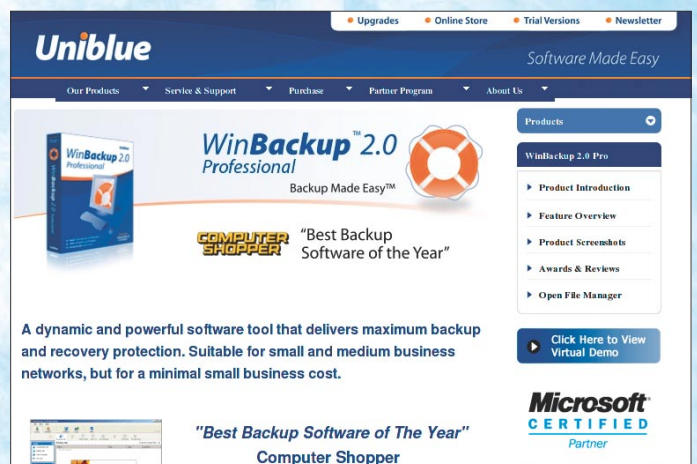 Upgrades Online Store Trial Versions Newsletter
Uniblue
Software Made Easy
Our Products Service & Support Purchase Partner Program About Us
WinBackup 2.0
Professional
WinBackup™ 2.0
Professional
Backup Made Easy™
COMPUTER
SHOPPER
"Best Backup
Software of the Year"
Products
WinBackup 2.0 Pro
Product Introduction
Feature Overview
Product Screenshots
Awards & Reviews
Open File Manager
Click Here to View
Virtual Demo
A dynamic and powerful software tool that delivers maximum backup
and recovery protection. Suitable for small and medium business
networks, but for a minimal small business cost.
Microsoft
CERTIFIED
Partner
"Best Backup Software of The Year"
Computer Shopper